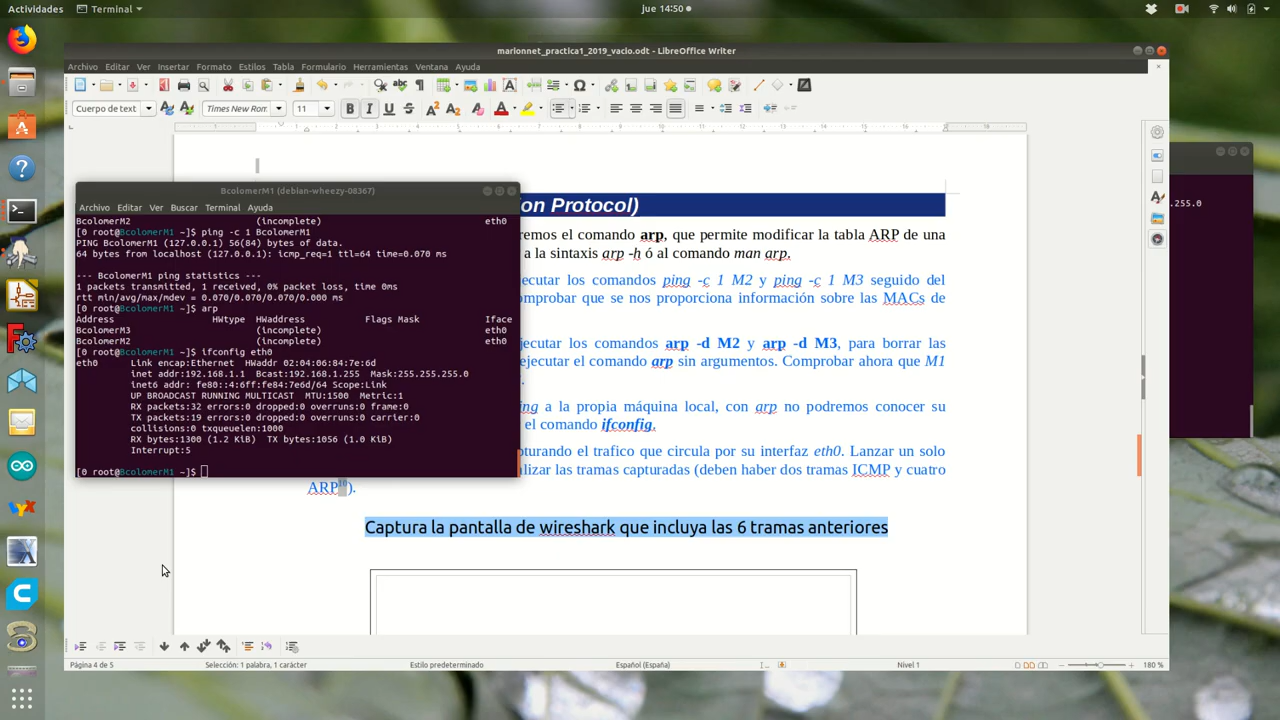 Actividades
Terminal
jue 14:50
marionnet_practica1_2019_vacio.odt - LibreOffice Writer
Archivo Editar Ver Insertar Formato Estilos Tabla Formulario Herramientas Ventana Ayuda
Cuerpo de text
Times New Rom
11
BcolomerM1 (debian-wheezy-08367)
Archivo Editar Ver Buscar Terminal Ayuda
BcolomerM2 (incomplete) eth0
[0 root@BcolomerM1 ~]$ ping -c 1 BcolomerM1
PING BcolomerM1 (127.0.0.1) 56(84) bytes of data.
64 bytes from localhost (127.0.0.1): icmp_req=1 ttl=64 time=0.070 ms
--- BcolomerM1 ping statistics ---
1 packets transmitted, 1 received, 0% packet loss, time 0ms
rtt min/avg/max/mdev = 0.070/0.070/0.070/0.000 ms
[0 root@BcolomerM1 ~]$ arp
Address HWtype HWaddress Flags Mask Iface
BcolomerM3 (incomplete) eth0
BcolomerM2 (incomplete) eth0
[0 root@BcolomerM1 ~]$ ifconfig eth0
eth0 Link encap:Ethernet HWaddr 02:04:06:84:7e:6d
inet addr:192.168.1.1 Bcast:192.168.1.255 Mask:255.255.255.0
inet6 addr: fe80::4:6ff:fe84:7e6d/64 Scope:Link
UP BROADCAST RUNNING MULTICAST MTU:1500 Metric:1
RX packets:32 errors:0 dropped:0 overruns:0 frame:0
TX packets:19 errors:0 dropped:0 overruns:0 carrier:0
collisions:0 txqueuelen:1000
RX bytes:1300 (1.2 KiB) TX bytes:1056 (1.0 KiB)
Interrupt:5
[0 root@BcolomerM1 ~]$
on Protocol)
remos el comando arp, que permite modificar la tabla ARP de una
a la sintaxis arp -h ó al comando man arp.
ecutar los comandos ping -c 1 M2 y ping -c 1 M3 seguido del
omprobar que se nos proporciona información sobre las MACs de
jecutar los comandos arp -d M2 y arp -d M3, para borrar las
ejecutar el comando arp sin argumentos. Comprobar ahora que M1
ing a la propia máquina local, con arp no podremos conocer su
el comando ifconfig.
pturando el trafico que circula por su interfaz eth0. Lanzar un solo
alizar las tramas capturadas (deben haber dos tramas ICMP y cuatro
ARP10).
Captura la pantalla de wireshark que incluya las 6 tramas anteriores
.255.0
Página 4 de 5
Selección: 1 palabra, 1 carácter
Estilo predeterminado
Español (España)
Nivel 1
180 %